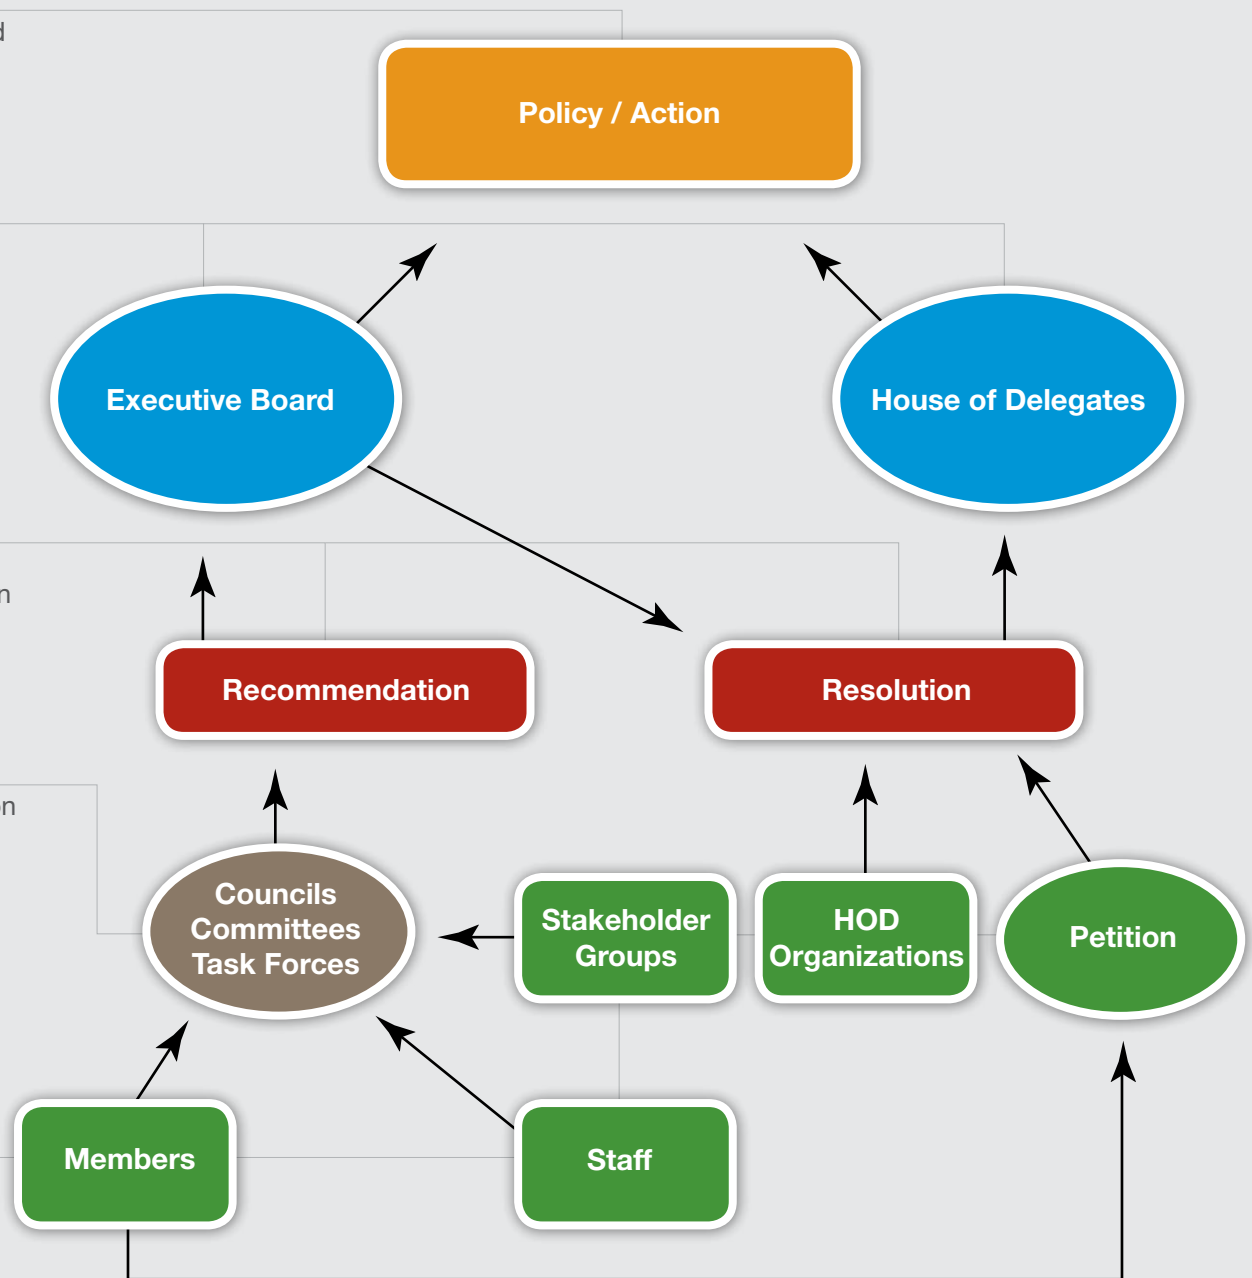 Policy / Action
Executive Board
House of Delegates
Recommendation
Resolution
Councils
Committees
Task Forces
Stakeholder
Groups
HOD
Organizations
Petition
Members
Staff